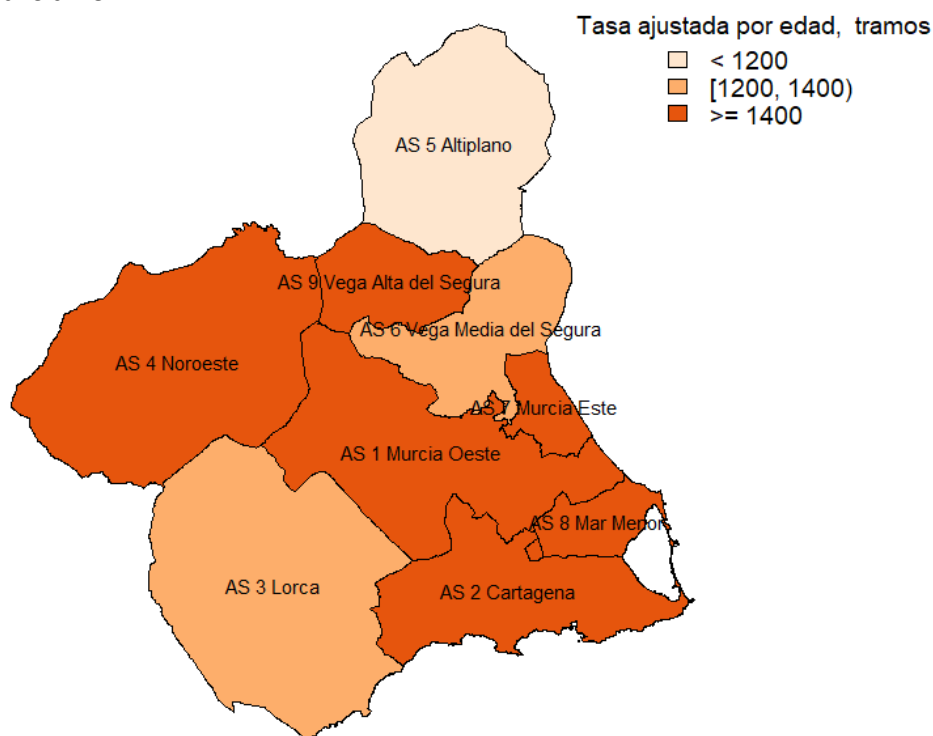 Tasa ajustada por edad,  tramos
< 1200
[1200, 1400)
>= 1400
AS 5 Altiplano
AS 9 Vega Alta del Segura
AS 6 Vega Media del Segura
AS 4 Noroeste
AS 7 Murcia Este
AS 1 Murcia Oeste
AS 8 Mar Menor
AS 3 Lorca
AS 2 Cartagena